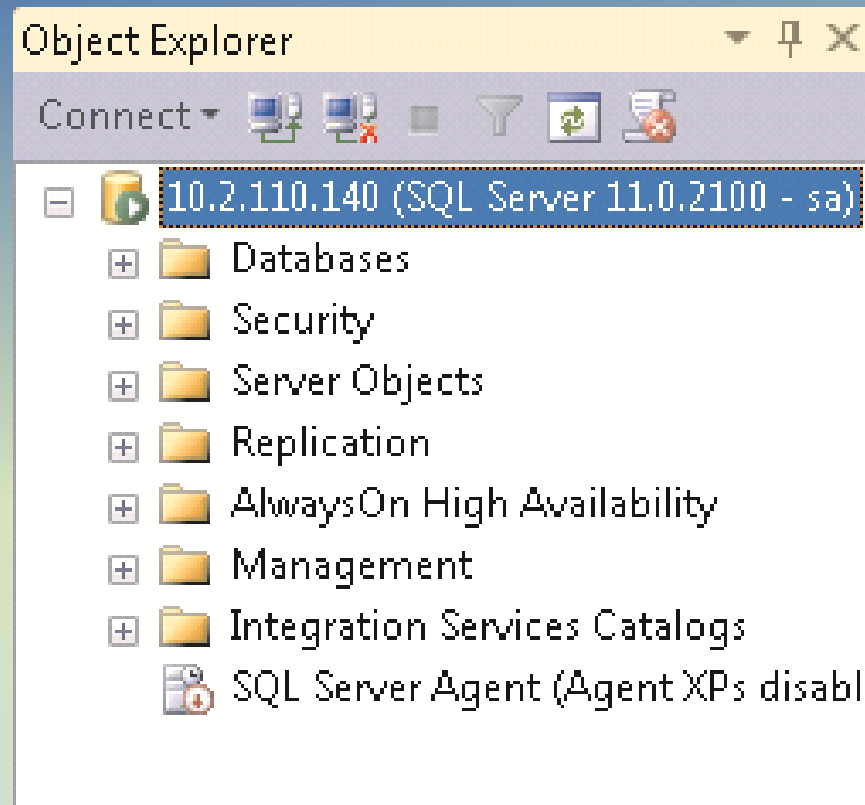 Object Explorer
Connect
10.2.110.140 (SQL Server 11.0.2100 - sa)
Databases
Security
Server Objects
Replication
AlwaysOn High Availability
Management
Integration Services Catalogs
SQL Server Agent (Agent XPs disabl